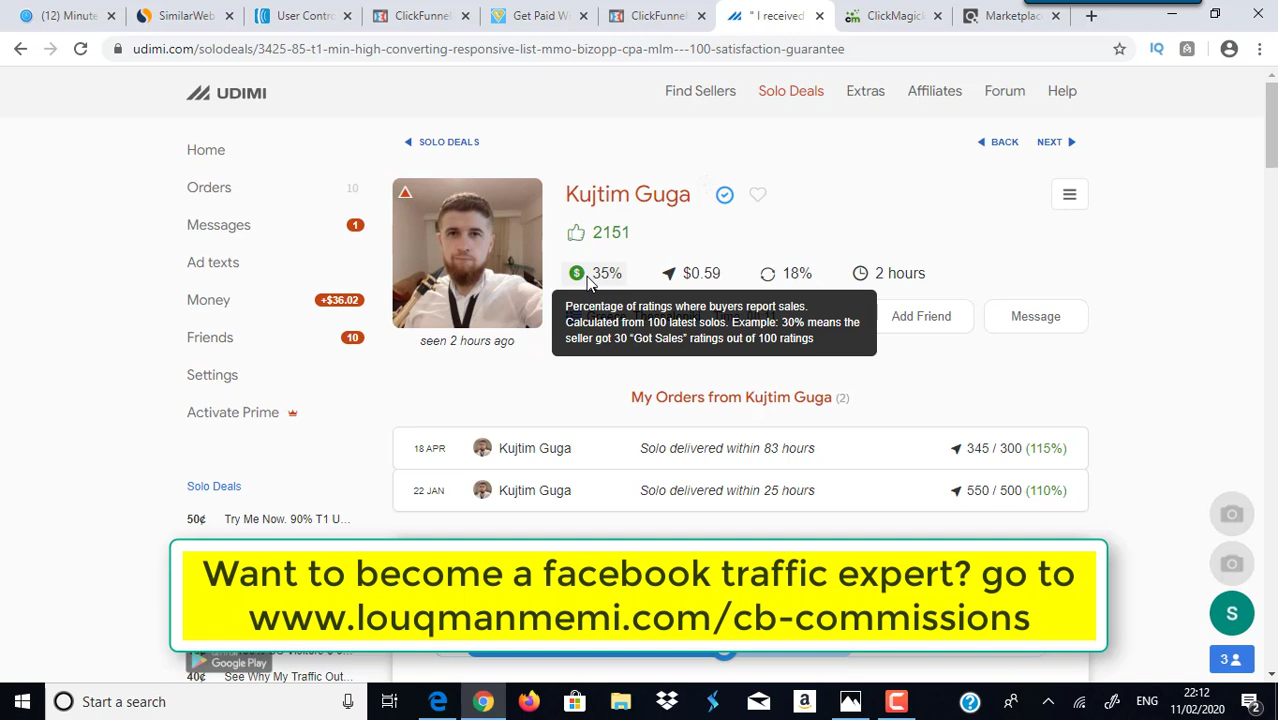 (12) Minute
SimilarWeb
User Contro
ClickFunnel
Get Paid Wi
ClickFunnel
" I received
ClickMagick
Marketplac
udimi.com/solodeals/3425-85-t1-min-high-converting-responsive-list-mmo-bizopp-cpa-mlm---100-satisfaction-guarantee
UDIMI
Find Sellers Solo Deals Extras Affiliates Forum Help
SOLO DEALS
BACK NEXT
Home
Orders 10
Messages 1
Ad texts
Money +$36.02
Friends 10
Settings
Activate Prime
Solo Deals
50¢ Try Me Now. 90% T1 U...
Kujtim Guga
2151
35% $0.59 18% 2 hours
Percentage of ratings where buyers report sales.
Calculated from 100 latest solos. Example: 30% means the
seller got 30 "Got Sales" ratings out of 100 ratings
Add Friend Message
seen 2 hours ago
My Orders from Kujtim Guga (2)
18 APR Kujtim Guga Solo delivered within 83 hours 345 / 300 (115%)
22 JAN Kujtim Guga Solo delivered within 25 hours 550 / 500 (110%)
Want to become a facebook traffic expert? go to
www.louqmanmemi.com/cb-commissions
Google Play
40¢ See Why My Traffic Out...
S
3
Start a search
ENG
22:12
11/02/2020
2